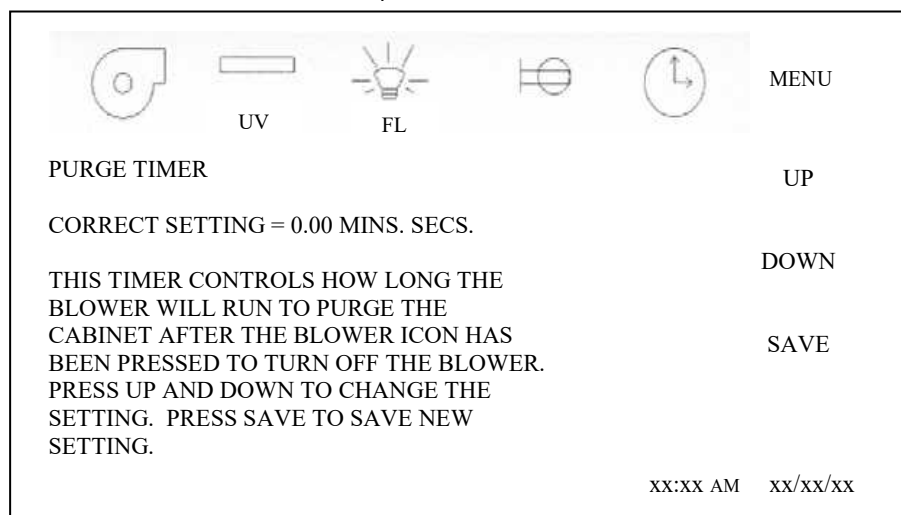 MENU
UV
FL
PURGE TIMER
UP
CORRECT SETTING = 0.00 MINS. SECS.
DOWN
THIS TIMER CONTROLS HOW LONG THE
BLOWER WILL RUN TO PURGE THE
CABINET AFTER THE BLOWER ICON HAS
BEEN PRESSED TO TURN OFF THE BLOWER.
PRESS UP AND DOWN TO CHANGE THE
SETTING.  PRESS SAVE TO SAVE NEW
SETTING.
SAVE
xx:xx AM xx/xx/xx